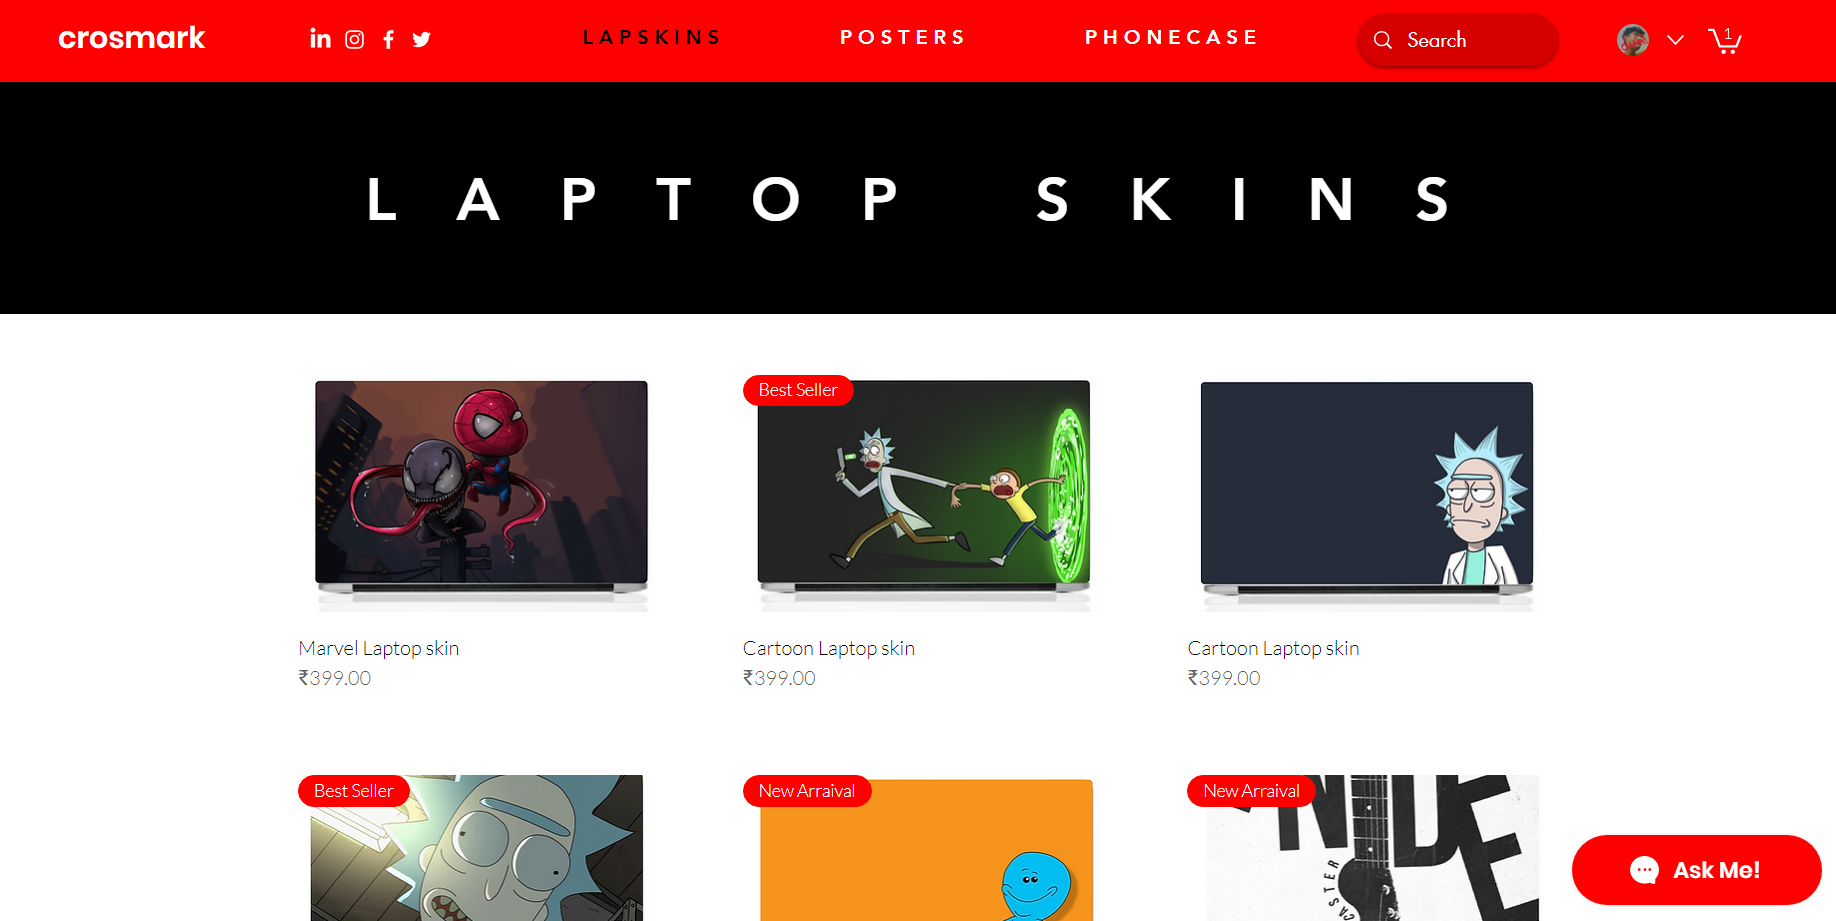 crosmark
LAPSKINS
POSTERS
PHONECASE
Search
1
LAPTOP SKINS
Best Seller
Marvel Laptop skin
₹399.00
Cartoon Laptop skin
₹399.00
Cartoon Laptop skin
₹399.00
Best Seller
New Arraival
New Arraival
CASTER
Ask Me!